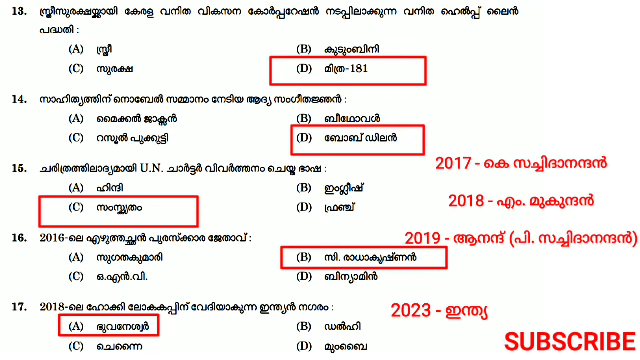 13. സ്ത്രീസുരക്ഷയ്ക്കായി കേരള വനിത വികസന കോർപ്പറേഷൻ നടപ്പിലാക്കുന്ന വനിത ഹെൽപ്പ് ലൈൻ
പദ്ധതി :
(A) സ്ത്രീ (B) കുടുംബിനി
(C) സുരക്ഷ (D) മിത്ര-181
14. സാഹിത്യത്തിന് നൊബേൽ സമ്മാനം നേടിയ ആദ്യ സംഗീതജ്ഞൻ :
(A) മൈക്കൽ ജാക്സൻ (B) ബീഥോവൾ
(C) റസൂൽ പൂക്കുട്ടി (D) ബോബ് ഡിലൻ
15. ചരിത്രത്തിലാദ്യമായി U.N. ചാർട്ടർ വിവർത്തനം ചെയ്ത ഭാഷ : 2017 - കെ സച്ചിദാനന്ദൻ
(A) ഹിന്ദി (B) ഇംഗ്ലീഷ്
(C) സംസ്കൃതം (D) ഫ്രഞ്ച് 2018 - എം. മുകുന്ദൻ
16. 2016-ലെ എഴുത്തച്ഛൻ പുരസ്ക്കാര ജേതാവ് : 2019 - ആനന്ദ് (പി. സച്ചിദാനന്ദൻ)
(A) സുഗതകുമാരി (B) സി. രാധാകൃഷ്ണൻ
(C) ഒ.എൻ.വി. (D) ബിന്യാമിൻ
17. 2018-ലെ ഹോക്കി ലോകകപ്പിന് വേദിയാകുന്ന ഇന്ത്യൻ നഗരം : 2023 - ഇന്ത്യ
(A) ഭുവനേശ്വർ (B) ഡൽഹി
(C) ചെന്നൈ (D) മുംബൈ
SUBSCRIBE